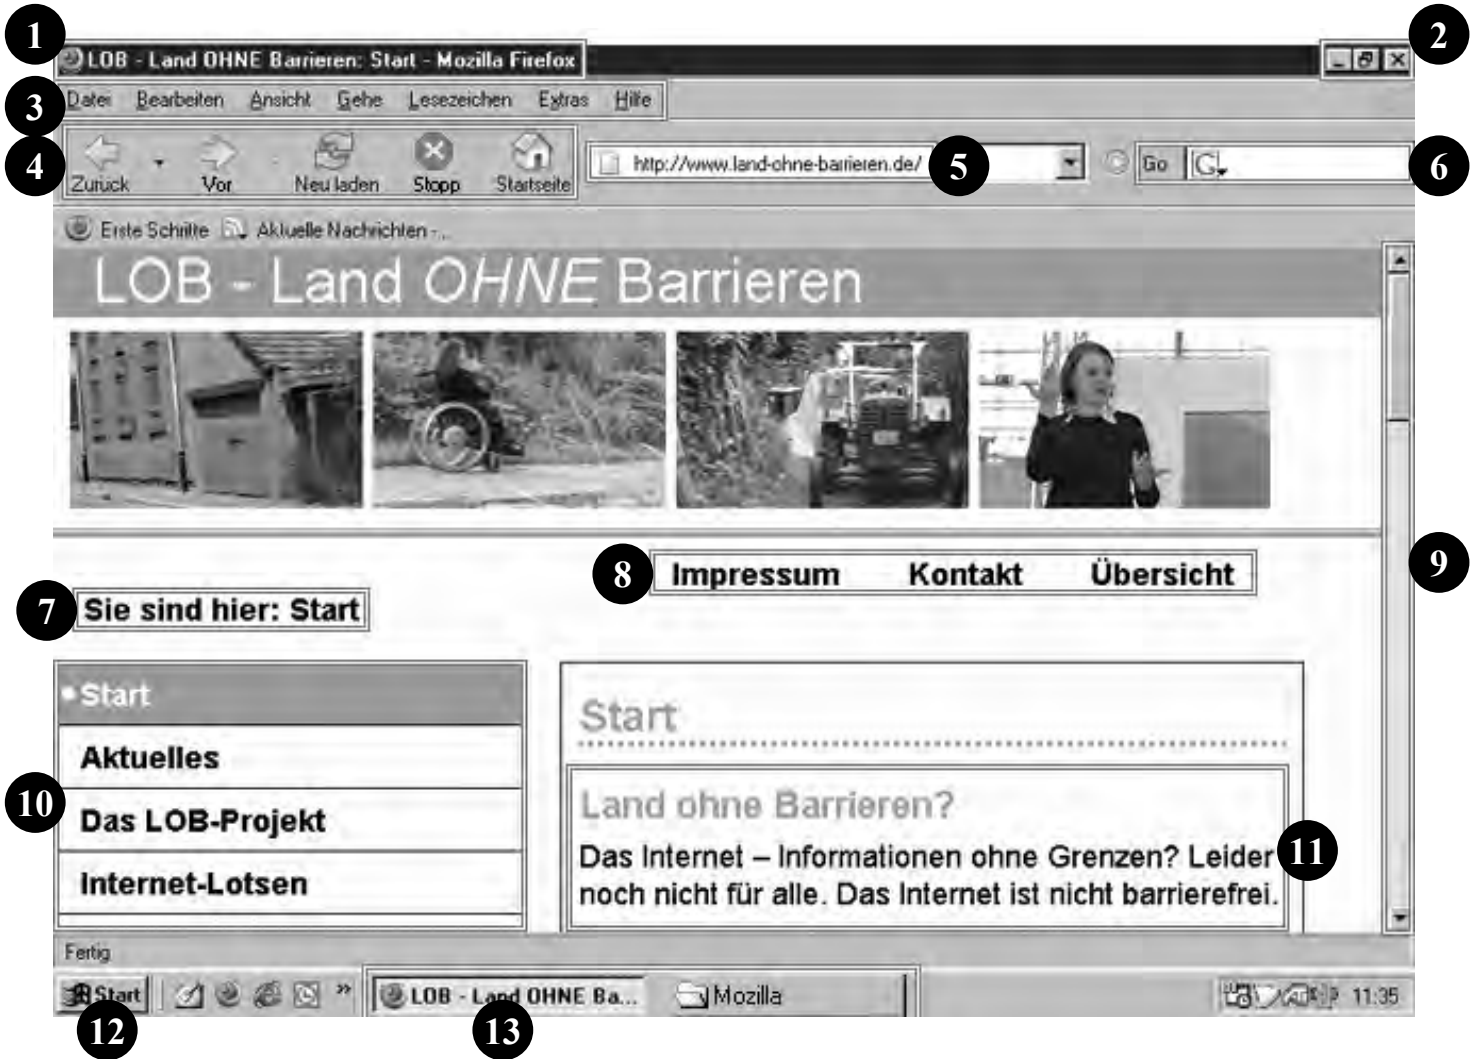 1
2
LOB - Land OHNE Barrieren: Start - Mozilla Firefox
3
Datei Bearbeiten Ansicht Gehe Lesezeichen Extras Hilfe
4
Zurück Vor Neu laden Stopp Startseite
http://www.land-ohne-barrieren.de/
5
Go
G
6
Erste Schritte Aktuelle Nachrichten - ..
LOB - Land OHNE Barrieren
8
Impressum Kontakt Übersicht
9
7
Sie sind hier: Start
Start
Aktuelles
10
Das LOB-Projekt
Internet-Lotsen
Start
Land ohne Barrieren?
Das Internet – Informationen ohne Grenzen? Leider
noch nicht für alle. Das Internet ist nicht barrierefrei.
11
Fertig
Start » LOB - Land OHNE Ba... Mozilla 11:35
12
13